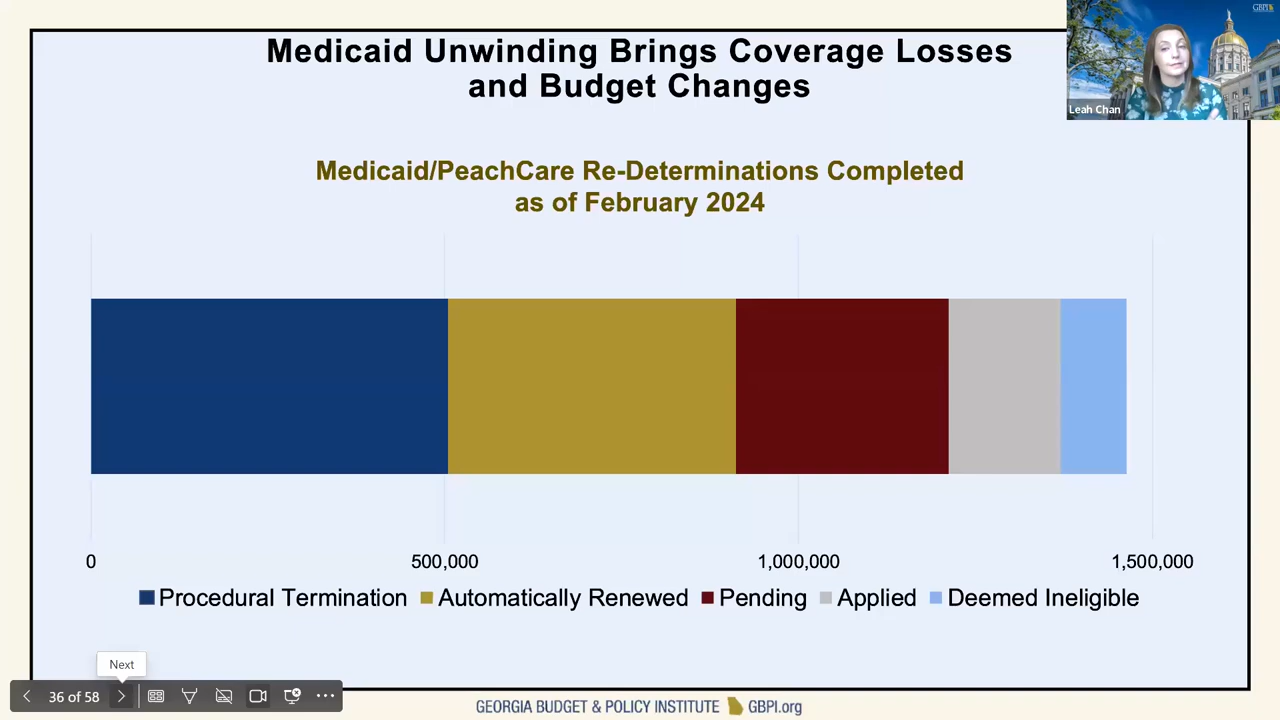 Medicaid Unwinding Brings Coverage Losses
and Budget Changes
GBPI
Leah Chan
Medicaid/PeachCare Re-Determinations Completed
as of February 2024
0 500,000 1,000,000 1,500,000
Procedural Termination Automatically Renewed Pending Applied Deemed Ineligible
Next
36 of 58
GEORGIA BUDGET & POLICY INSTITUTE GBPI.org